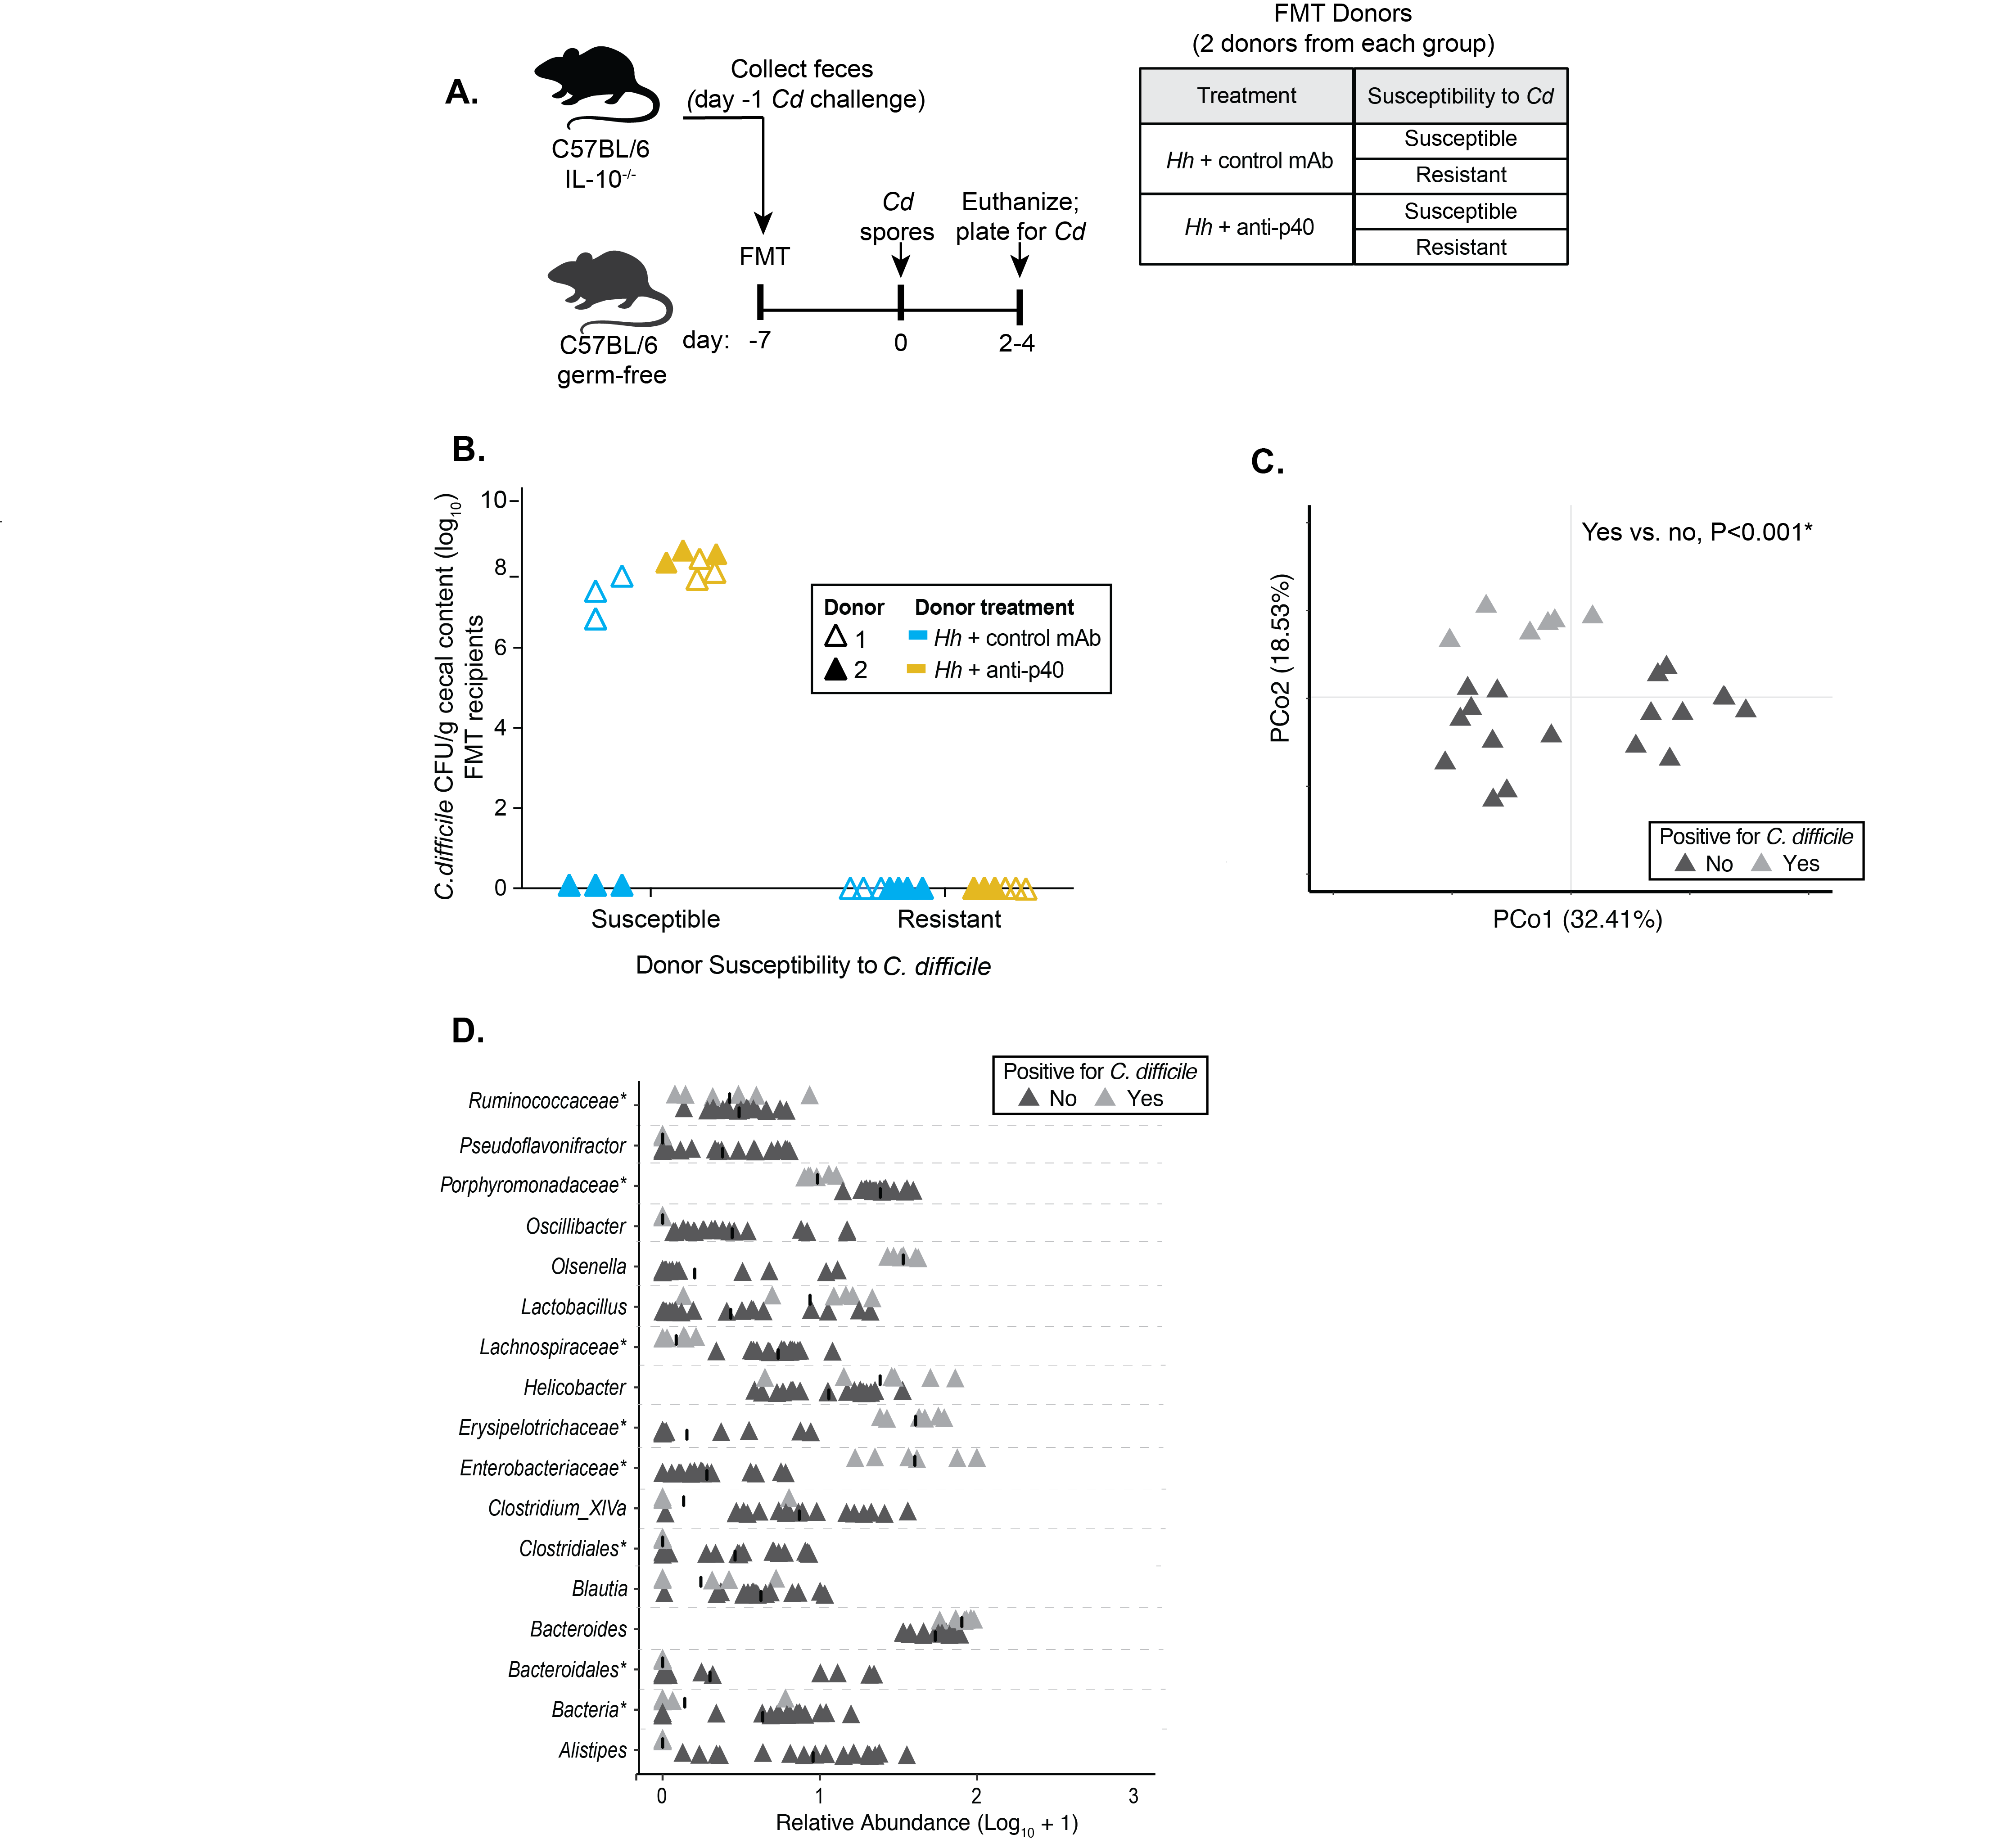 A.
C57BL/6
IL-10-/-
Collect feces
(day -1 Cd challenge)
FMT
Cd
spores
Euthanize;
plate for Cd
C57BL/6
germ-free
day: -7 0 2-4
FMT Donors
(2 donors from each group)
Treatment Susceptibility to Cd
Hh + control mAb
Susceptible
Resistant
Hh + anti-p40
Susceptible
Resistant
B.
C.difficile CFU/g cecal content (log10)
FMT recipients
10
8
6
4
2
0
Susceptible Resistant
Donor Susceptibility to C. difficile
Donor Donor treatment
1 Hh + control mAb
2 Hh + anti-p40
C.
Yes vs. no, P<0.001*
PCo2 (18.53%)
Positive for C. difficile
No Yes
PCo1 (32.41%)
D.
Positive for C. difficile
No Yes
Ruminococcaceae*
Pseudoflavonifractor
Porphyromonadaceae*
Oscillibacter
Olsenella
Lactobacillus
Lachnospiraceae*
Helicobacter
Erysipelotrichaceae*
Enterobacteriaceae*
Clostridium_XIVa
Clostridiales*
Blautia
Bacteroides
Bacteroidales*
Bacteria*
Alistipes
0 1 2 3
Relative Abundance (Log10 + 1)